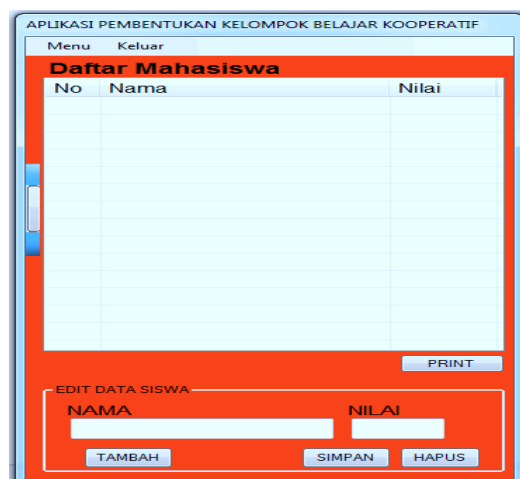 APLIKASI PEMBENTUKAN KELOMPOK BELAJAR KOOPERATIF
Menu Keluar
Daftar Mahasiswa
No Nama Nilai
PRINT
EDIT DATA SISWA
NAMA NILAI
TAMBAH SIMPAN HAPUS